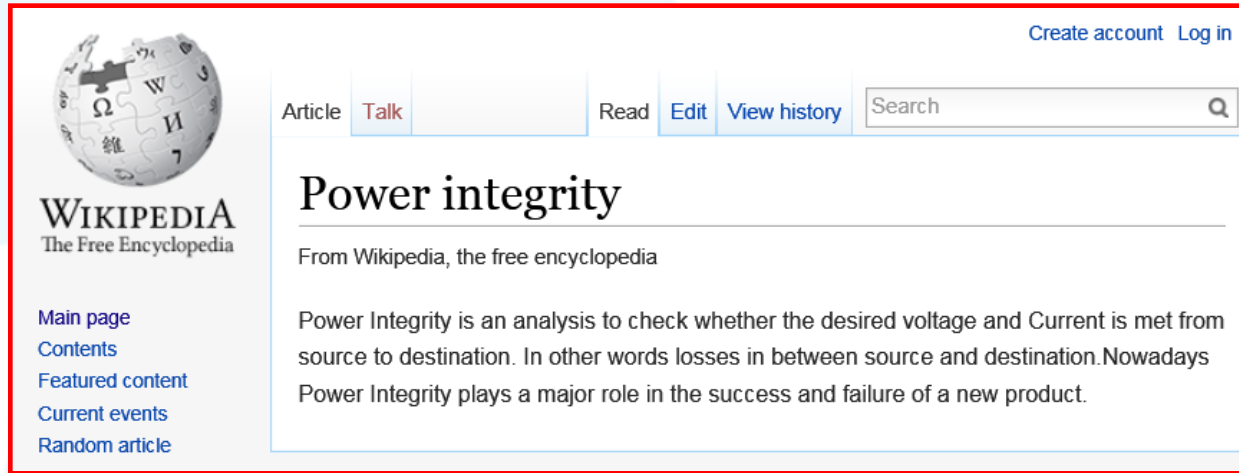 Create account Log in
Article Talk Read Edit View history Search
Ω W И 維 7
WIKIPEDIA
The Free Encyclopedia
Power integrity
From Wikipedia, the free encyclopedia
Main page
Contents
Featured content
Current events
Random article
Power Integrity is an analysis to check whether the desired voltage and Current is met from
source to destination. In other words losses in between source and destination.Nowadays
Power Integrity plays a major role in the success and failure of a new product.